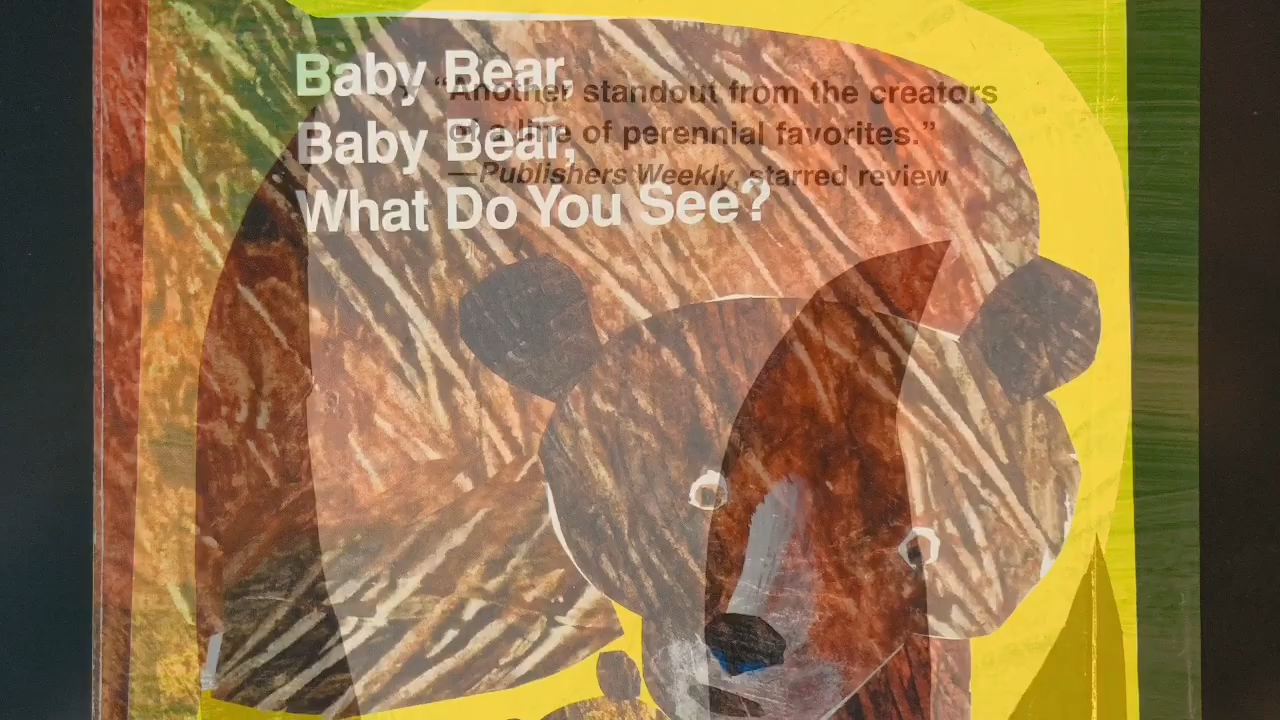 Baby Bear,
Baby Bear,
What Do You See?
“Another standout from the creators
of a line of perennial favorites.”
—Publishers Weekly, starred review